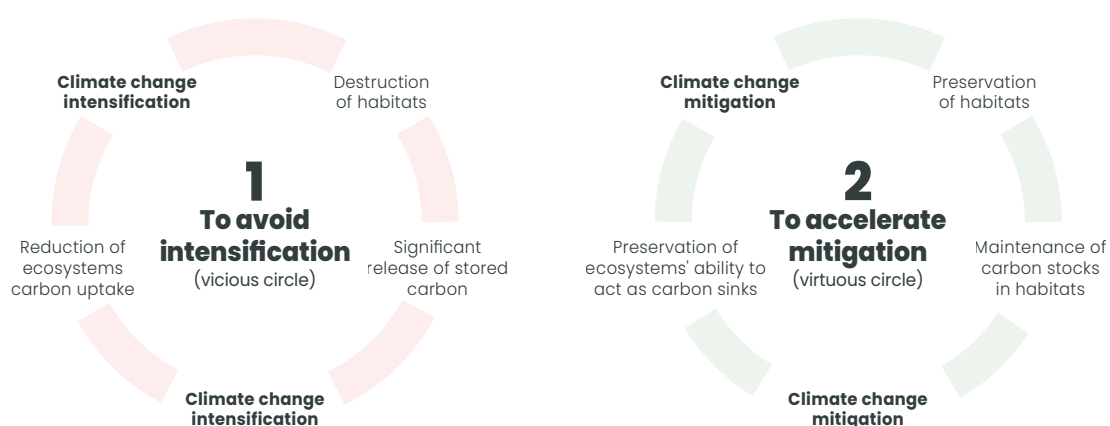 Climate change
intensification
Destruction
of habitats
1
To avoid
intensification
(vicious circle)
Reduction of
ecosystems
carbon uptake
Significant
release of stored
carbon
Climate change
intensification
Climate change
mitigation
Preservation
of habitats
2
To accelerate
mitigation
(virtuous circle)
Preservation of
ecosystems' ability to
act as carbon sinks
Maintenance of
carbon stocks
in habitats
Climate change
mitigation